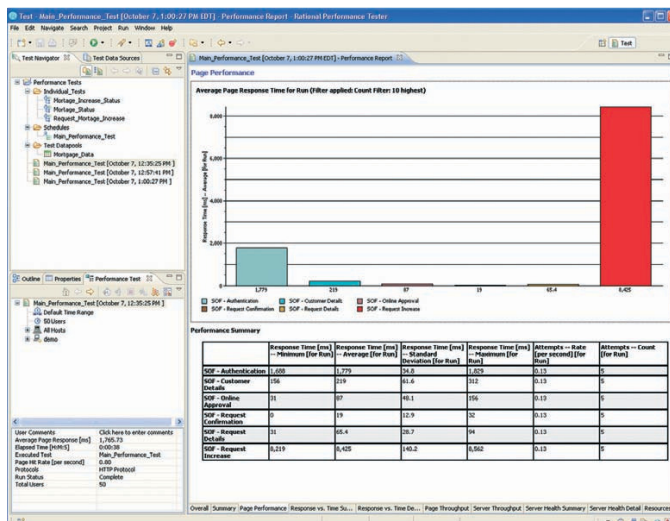 Test - Main_Performance_Test [October 7, 1:00:27 PM EDT] - Performance Report - Rational Performance Tester
File Edit Navigate Search Project Run Window Help
Test
Test Navigator
Test Data Sources
Performance Tests
Individual_Tests
Mortage_Increase_Status
Mortage_Status
Request_Mortage_Increase
Schedules
Main_Performance_Test
Test Datapools
Mortgage_Data
Main_Performance_Test [October 7, 12:35:25 PM ]
Main_Performance_Test [October 7, 12:57:41 PM ]
Main_Performance_Test [October 7, 1:00:27 PM ]
Outline Properties Performance Test
Main_Performance_Test [October 7, 12:35:25 PM ]
Default Time Range
50 Users
All Hosts
demo
User Comments Click here to enter comments
Average Page Response [ms] 1,765.73
Elapsed Time [H:M:S] 0:00:38
Executed Test Main_Performance_Test
Page Hit Rate [per second] 0.00
Protocols HTTP Protocol
Run Status Complete
Total Users 50
Main_Performance_Test [October 7, 1:00:27 PM EDT] - Performance Report
Page Performance
Average Page Response Time for Run (Filter applied: Count Filter: 10 highest)
Response Time [ms] -- Average [for Run]
8,000
6,000
4,000
2,000
0
1,779 219 87 19 65.4 8,425
SOF - Authentication SOF - Customer Details SOF - Online Approval
SOF - Request Confirmation SOF - Request Details SOF - Request Increase
Performance Summary
Response Time [ms] -- Minimum [for Run] Response Time [ms] -- Average [for Run] Response Time [ms] -- Standard Deviation [for Run] Response Time [ms] -- Maximum [for Run] Attempts -- Rate [per second] [for Run] Attempts -- Count [for Run]
SOF - Authentication 1,688 1,779 34.8 1,829 0.13 5
SOF - Customer Details 156 219 61.6 312 0.13 5
SOF - Online Approval 31 87 48.1 156 0.13 5
SOF - Request Confirmation 0 19 12.9 32 0.13 5
SOF - Request Details 31 65.4 28.7 94 0.13 5
SOF - Request Increase 8,219 8,425 140.2 8,562 0.13 5
Overall Summary Page Performance Response vs. Time Su... Response vs. Time De... Page Throughput Server Throughput Server Health Summary Server Health Detail